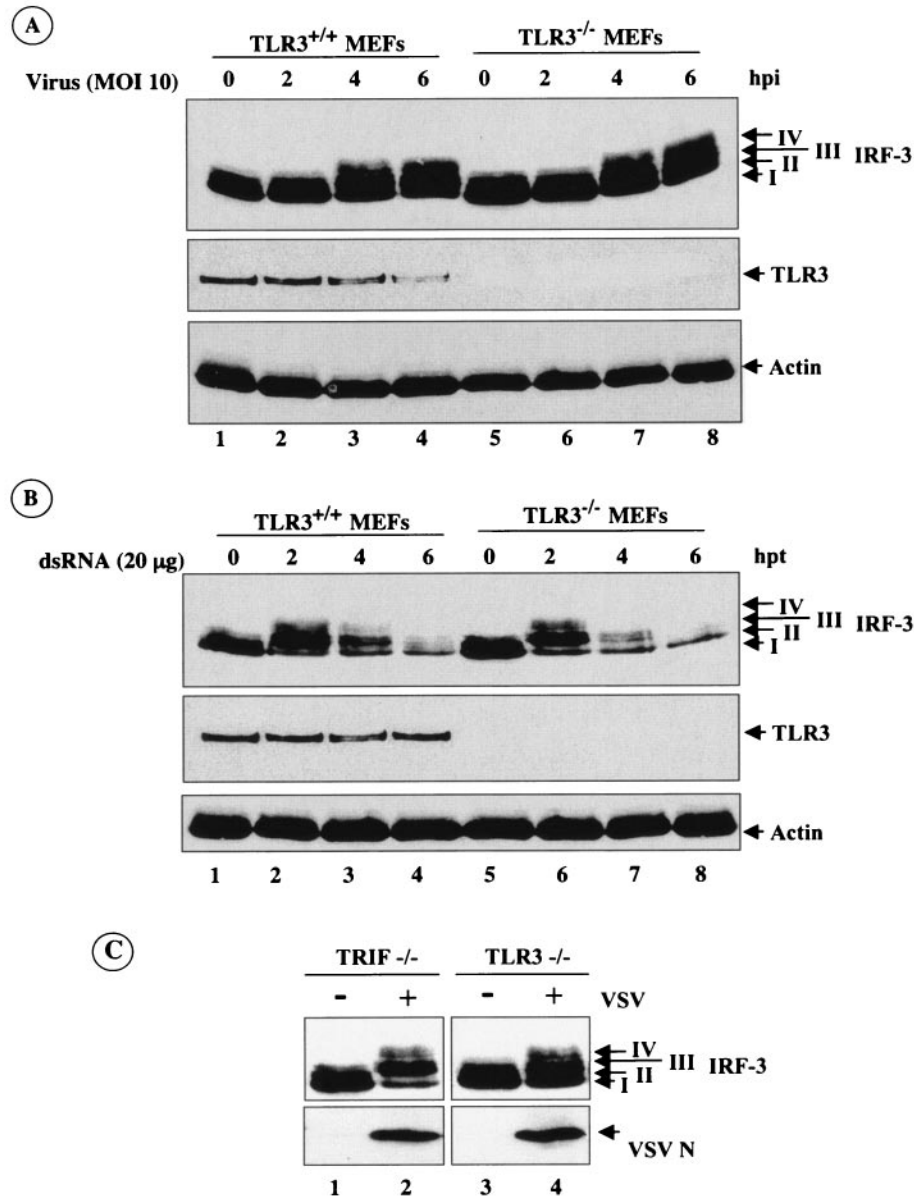 A
TLR3+/+ MEFs TLR3-/- MEFs
Virus (MOI 10) 0 2 4 6 0 2 4 6 hpi
IV
III IRF-3
II
I
TLR3
Actin
1 2 3 4 5 6 7 8
B
TLR3+/+ MEFs TLR3-/- MEFs
dsRNA (20 µg) 0 2 4 6 0 2 4 6 hpt
IV
III IRF-3
II
I
TLR3
Actin
1 2 3 4 5 6 7 8
C
TRIF -/- TLR3 -/-
- + - + VSV
IV
III IRF-3
II
I
VSV N
1 2 3 4